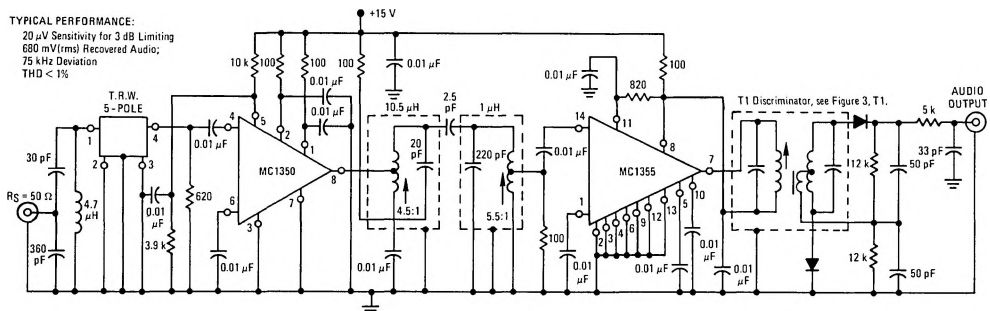 TYPICAL PERFORMANCE:
20 µV Sensitivity for 3 dB Limiting
680 mV(rms) Recovered Audio;
75 kHz Deviation
THD < 1%
+15 V
T.R.W.
5-POLE
1
4
2
3
30 pF
RS = 50 Ω
360 pF
4.7 µH
0.01 µF
3.9 k
620
0.01 µF
10 k
100
100
100
0.01 µF
0.01 µF
0.01 µF
4
5
2
1
MC1350
8
6
3
7
0.01 µF
10.5 µH
20 pF
4.5:1
0.01 µF
2.5 pF
1 µH
220 pF
5.5:1
100
0.01 µF
820
100
14
11
8
MC1355
7
1
2
3
4
6
9
12
13
5
10
0.01 µF
0.01 µF
0.01 µF
0.01 µF
T1 Discriminator, see Figure 3, T1.
12 k
12 k
50 pF
50 pF
5 k
33 pF
AUDIO OUTPUT